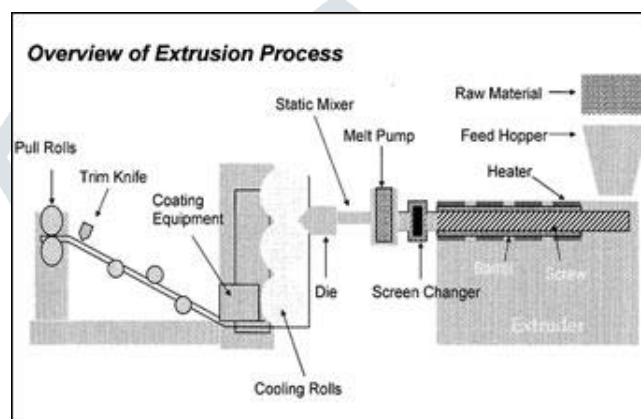 Overview of Extrusion Process
Raw Material
Static Mixer
Melt Pump
Feed Hopper
Pull Rolls
Trim Knife
Heater
Coating
Equipment
Barrel
Screw
Die
Screen Changer
Extruder
Cooling Rolls